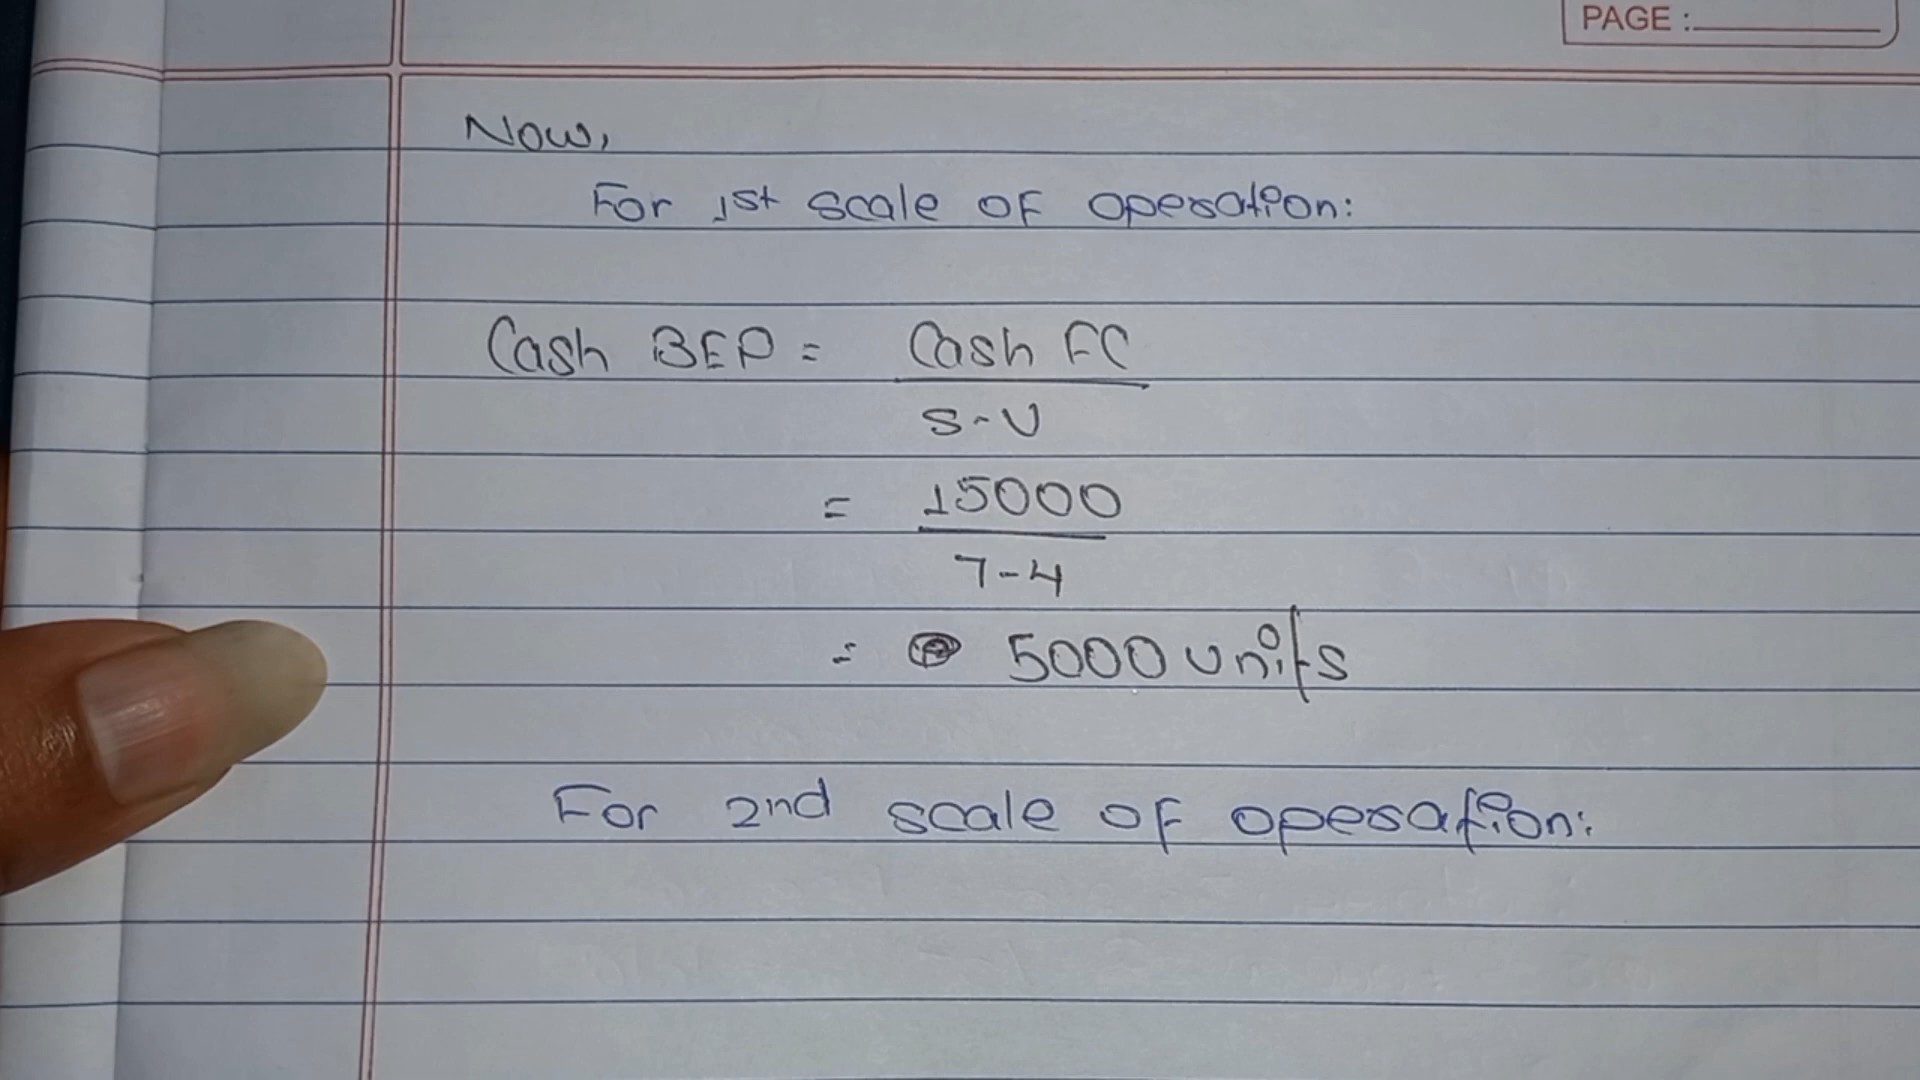 PAGE :
Now,
For 1st scale of operation:
Cash BEP = Cash FC
S-V
= 15000
7-4
= 5000 units
For 2nd scale of operation: